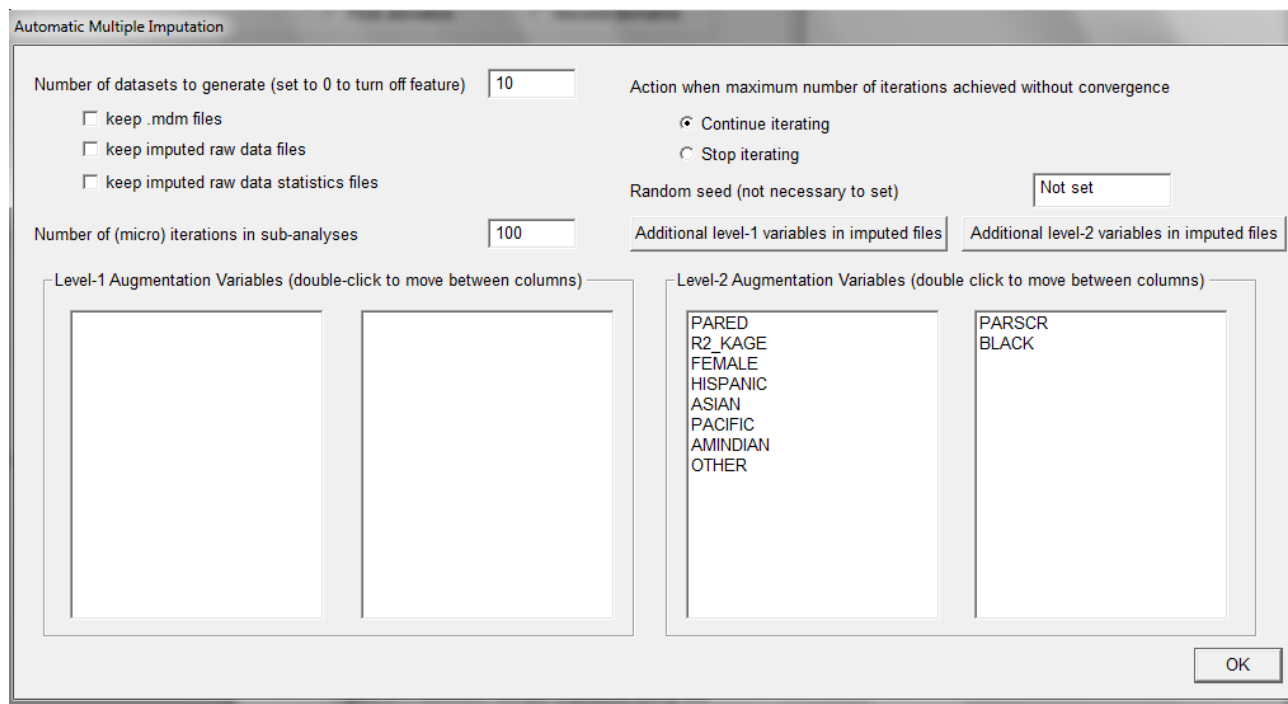 Automatic Multiple Imputation
Number of datasets to generate (set to 0 to turn off feature) 10
keep .mdm files
keep imputed raw data files
keep imputed raw data statistics files
Number of (micro) iterations in sub-analyses 100
Action when maximum number of iterations achieved without convergence
Continue iterating
Stop iterating
Random seed (not necessary to set) Not set
Additional level-1 variables in imputed files Additional level-2 variables in imputed files
Level-1 Augmentation Variables (double-click to move between columns)
Level-2 Augmentation Variables (double click to move between columns)
PARED
R2_KAGE
FEMALE
HISPANIC
ASIAN
PACIFIC
AMINDIAN
OTHER
PARSCR
BLACK
OK